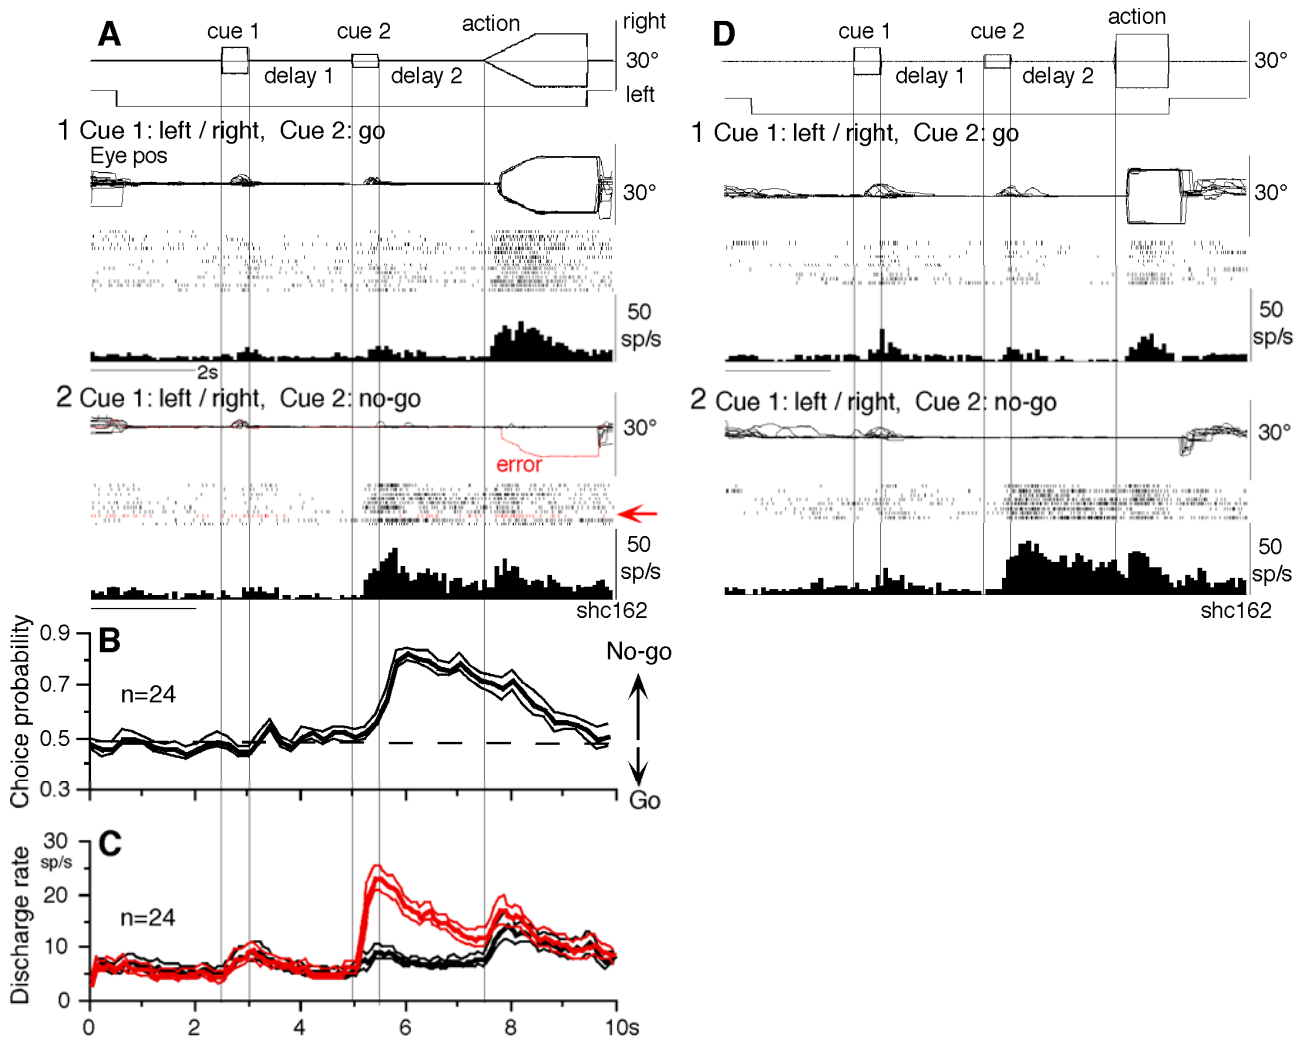 A
cue 1
cue 2
action
right
30°
left
delay 1
delay 2
1 Cue 1: left / right, Cue 2: go
Eye pos
30°
50
sp/s
2s
2 Cue 1: left / right, Cue 2: no-go
30°
error
50
sp/s
shc162
D
cue 1
cue 2
action
30°
delay 1
delay 2
1 Cue 1: left / right, Cue 2: go
30°
50
sp/s
2 Cue 1: left / right, Cue 2: no-go
30°
50
sp/s
shc162
B
Choice probability
0.9
0.7
0.5
0.3
n=24
No-go
Go
C
Discharge rate
30
sp/s
20
10
0
n=24
0 2 4 6 8 10s